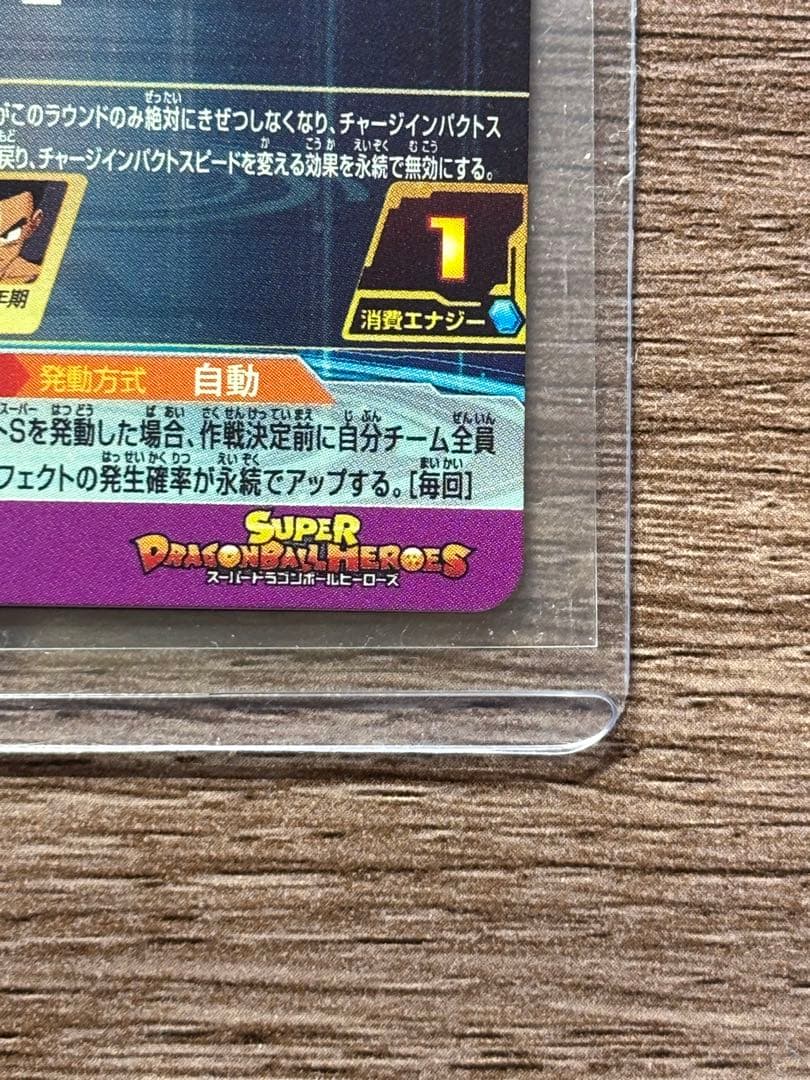 がこのラウンドのみ絶対にきぜつしなくなり、チャージインパクトス
戻り、チャージインパクトスピードを変える効果を永続で無効にする。
1
年期
消費エナジー
発動方式 自動
トSを発動した場合、作戦決定前に自分チーム全員
フェクトの発生確率が永続でアップする。[毎回]
SUPER
DRAGONBALL HEROES
スーパードラゴンボールヒーローズ